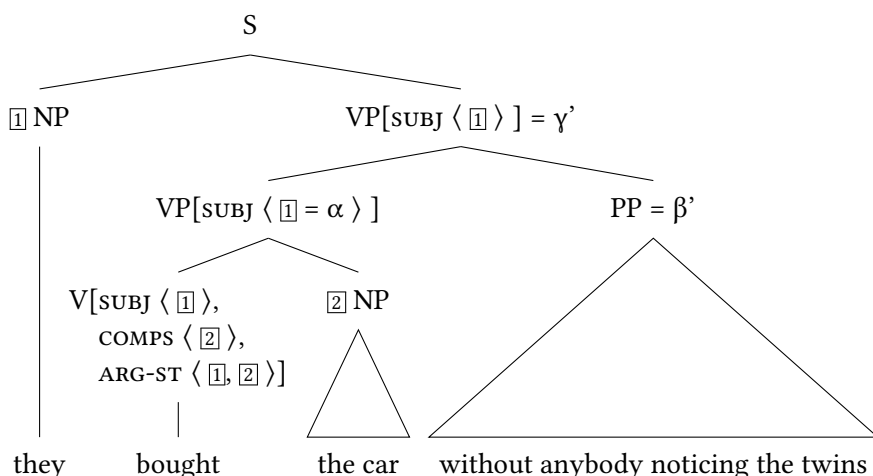 S
1 NP VP[SUBJ ⟨ 1 ⟩ ] = γ’
VP[SUBJ ⟨ 1 = α ⟩ ] PP = β’
V[SUBJ ⟨ 1 ⟩, 2 NP
COMPS ⟨ 2 ⟩,
ARG-ST ⟨ 1, 2 ⟩]
they bought the car without anybody noticing the twins